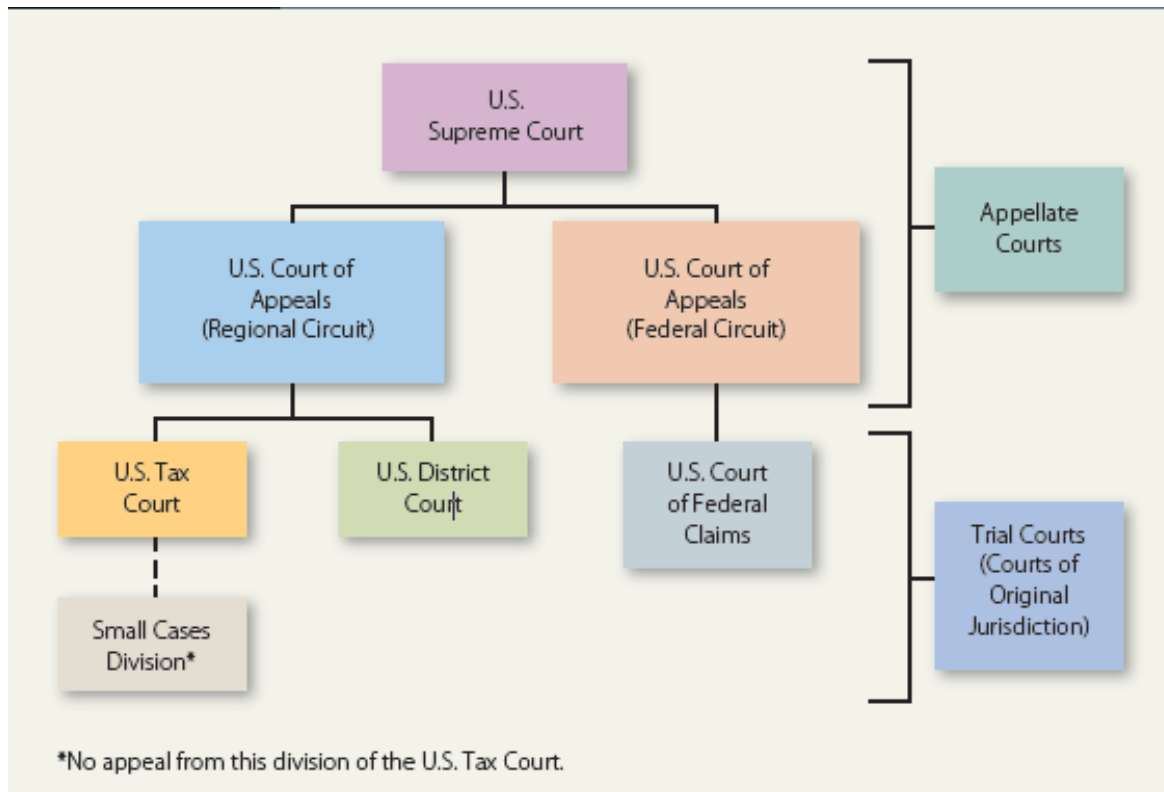 U.S.
Supreme Court
Appellate
Courts
U.S. Court of
Appeals
(Regional Circuit)
U.S. Court of
Appeals
(Federal Circuit)
U.S. Tax
Court
U.S. District
Court
U.S. Court
of Federal
Claims
Trial Courts
(Courts of
Original
Jurisdiction)
Small Cases
Division*
*No appeal from this division of the U.S. Tax Court.